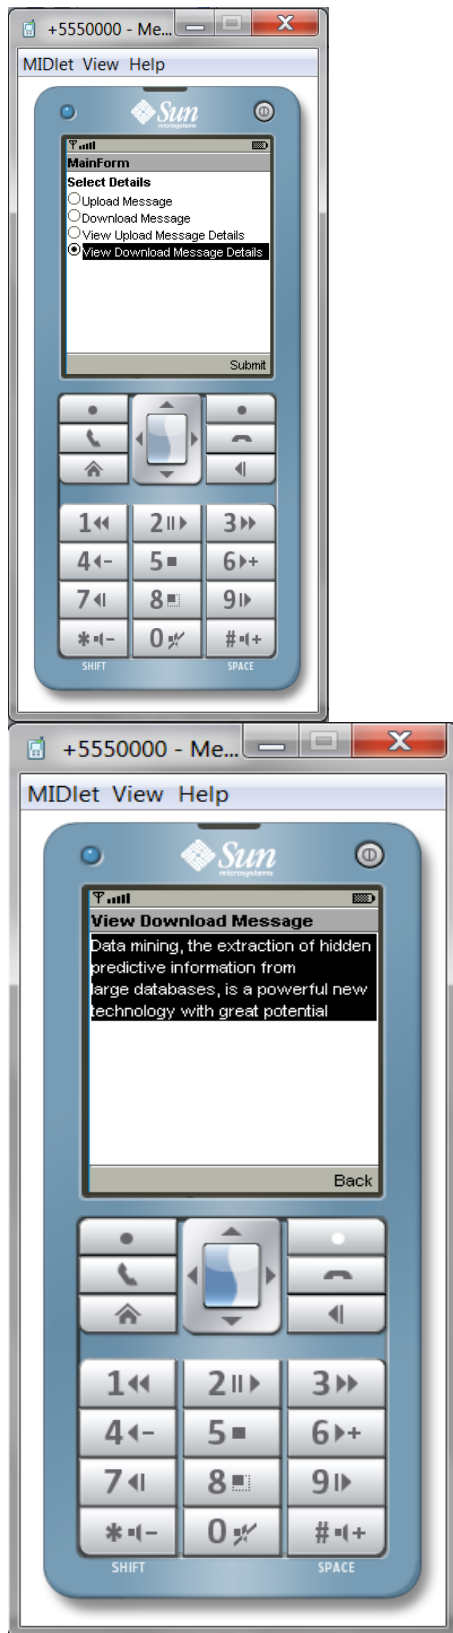 +5550000 - Me...
MIDlet View Help
Sun
microsystems
MainForm
Select Details
Upload Message
Download Message
View Upload Message Details
View Download Message Details
Submit
1 2 3
4 - 5 6 +
7 8 9
* - 0 # +
SHIFT SPACE
+5550000 - Me...
MIDlet View Help
Sun
microsystems
View Download Message
Data mining, the extraction of hidden
predictive information from
large databases, is a powerful new
technology with great potential
Back
1 2 3
4 - 5 6 +
7 8 9
* - 0 # +
SHIFT SPACE